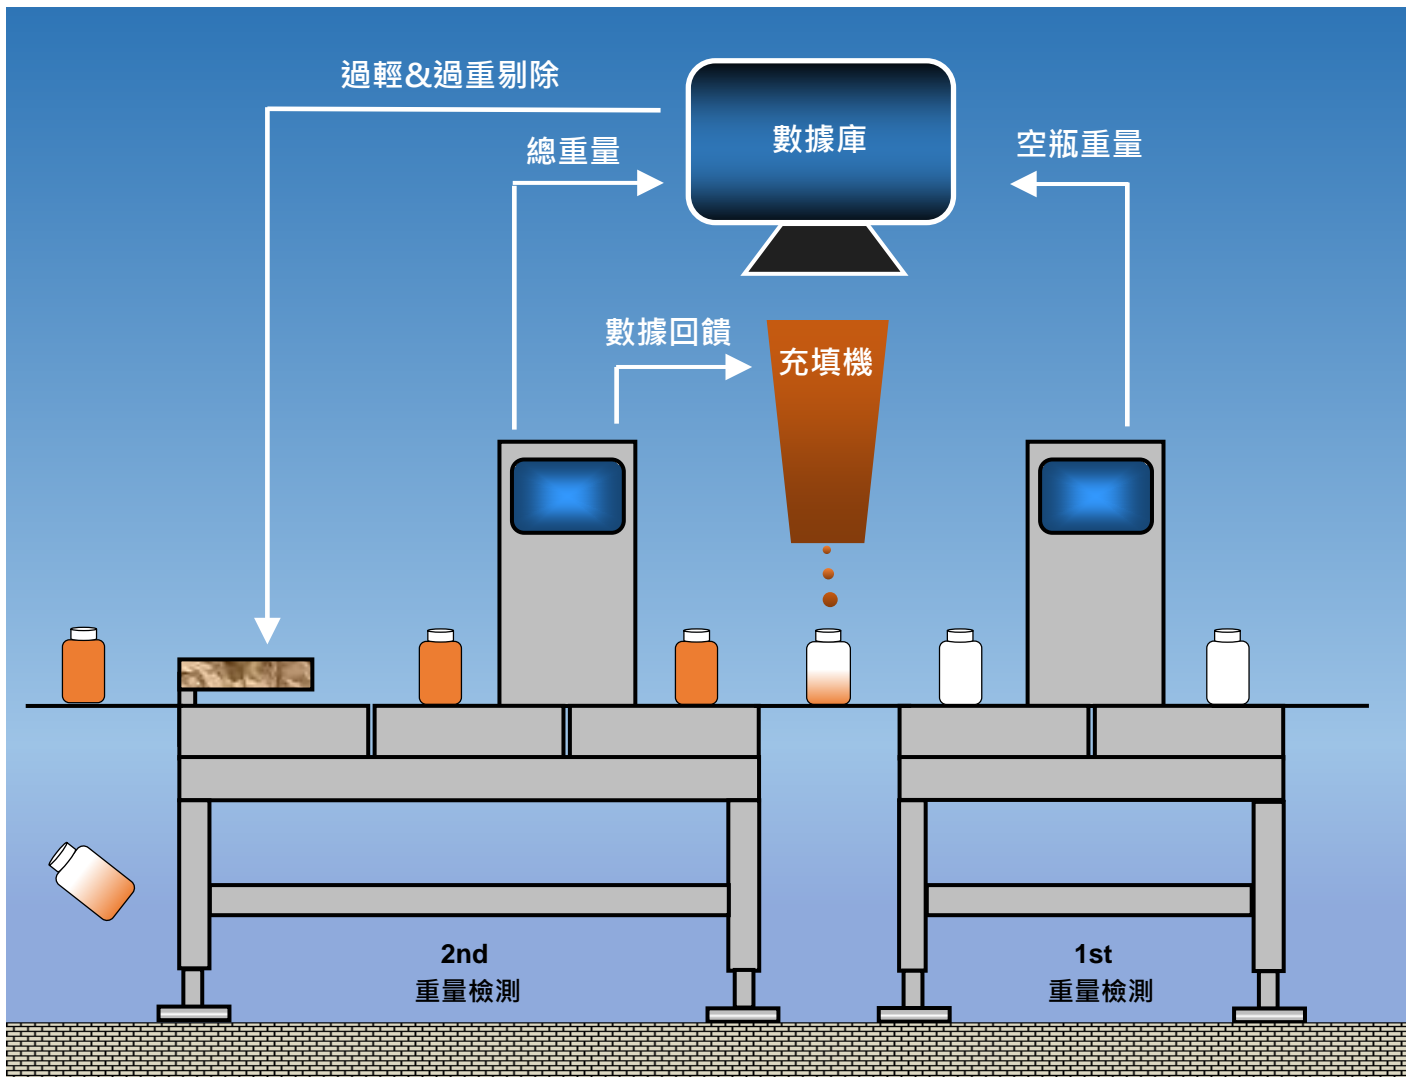 過輕&過重剔除
數據庫
總重量
空瓶重量
數據回饋
充填機
2nd
重量檢測
1st
重量檢測